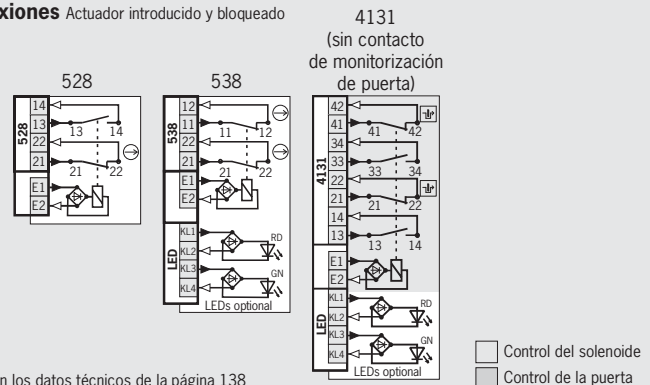 xiones Actuador introducido y bloqueado
4131
(sin contacto
de monitorización
de puerta)
528
14
13
22
21
E1
E2
528
13 14
21 22
538
12
11
22
21
E1
E2
KL1
KL2
KL3
KL4
538
LED
11 12
21 22
RD
GN
LEDs optional
42
41
34
33
22
21
14
13
E1
E2
KL1
KL2
KL3
KL4
4131
LED
41 42
33 34
21 22
13 14
RD
GN
LEDs optional
Control del solenoide
Control de la puerta
n los datos técnicos de la página 138